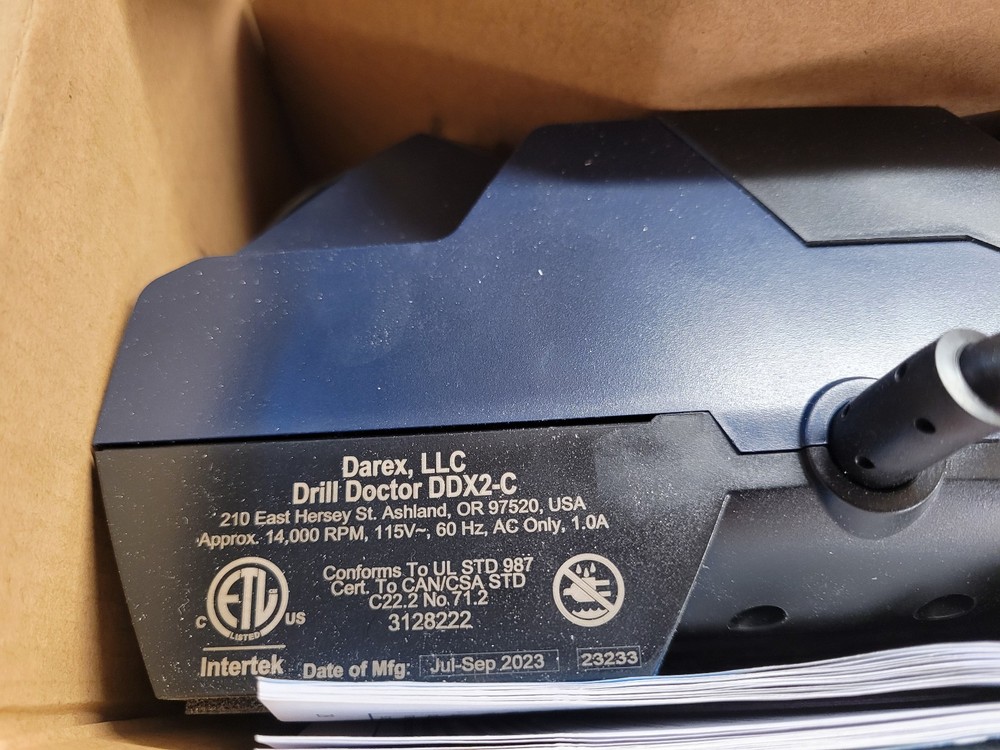 Darex, LLC
Drill Doctor DDX2-C
210 East Hersey St. Ashland, OR 97520, USA
Approx. 14,000 RPM, 115V~, 60 Hz, AC Only, 1.0A
Conforms To UL STD 987
Cert. To CAN/CSA STD
C22.2 No.71.2
3128222
ETL
C US
LISTED
Intertek
Date of Mfg: Jul-Sep 2023 23233